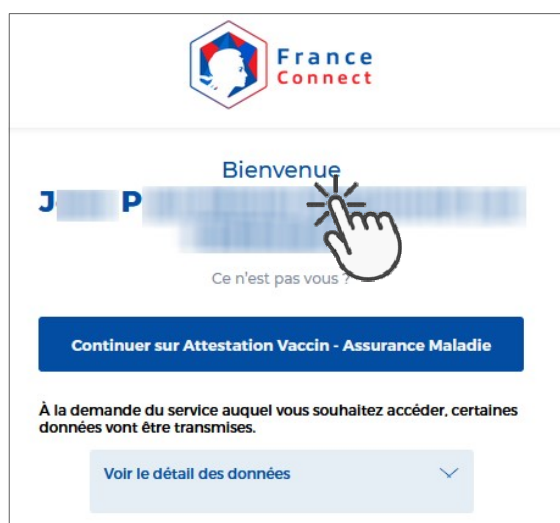 France
Connect
Bienvenue
J P
Ce n'est pas vous ?
Continuer sur Attestation Vaccin - Assurance Maladie
À la demande du service auquel vous souhaitez accéder, certaines
données vont être transmises.
Voir le détail des données